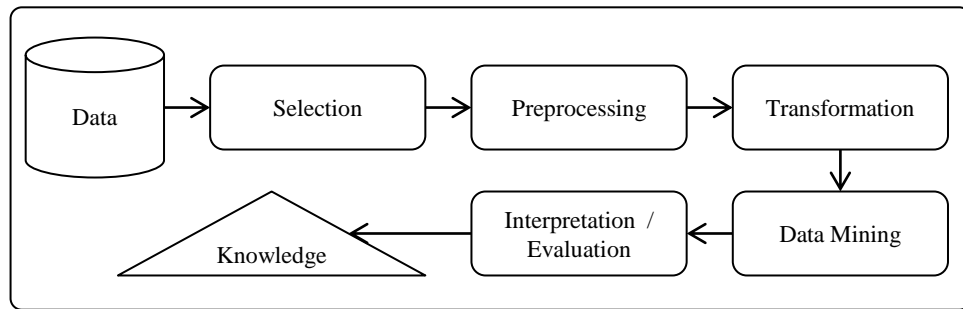 Data
Selection
Preprocessing
Transformation
Data Mining
Interpretation /
Evaluation
Knowledge